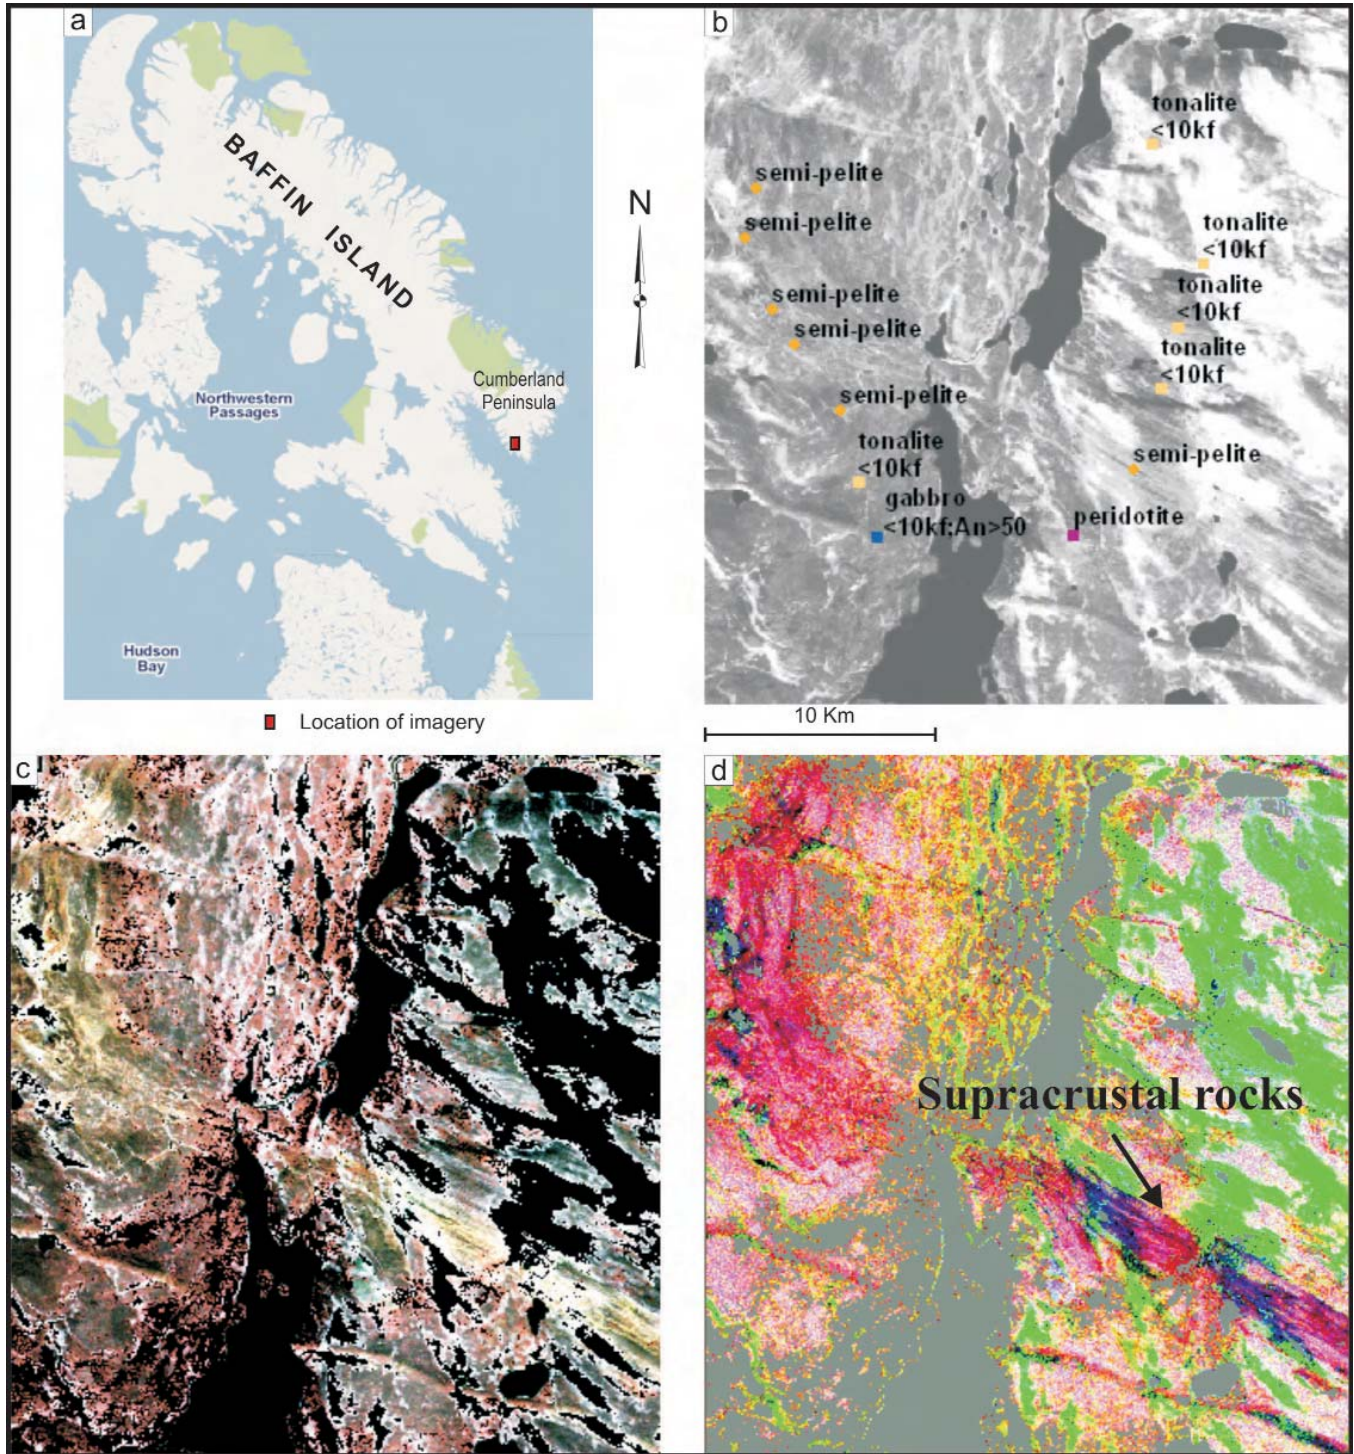 a
BAFFIN ISLAND
Northwestern
Passages
Cumberland
Peninsula
Hudson
Bay
Location of imagery
N
b
tonalite
<10kf
semi-pelite
semi-pelite
tonalite
<10kf
semi-pelite
tonalite
<10kf
semi-pelite
tonalite
<10kf
semi-pelite
tonalite
<10kf
semi-pelite
gabbro
<10kf;An>50
peridotite
10 Km
c
d
Supracrustal rocks